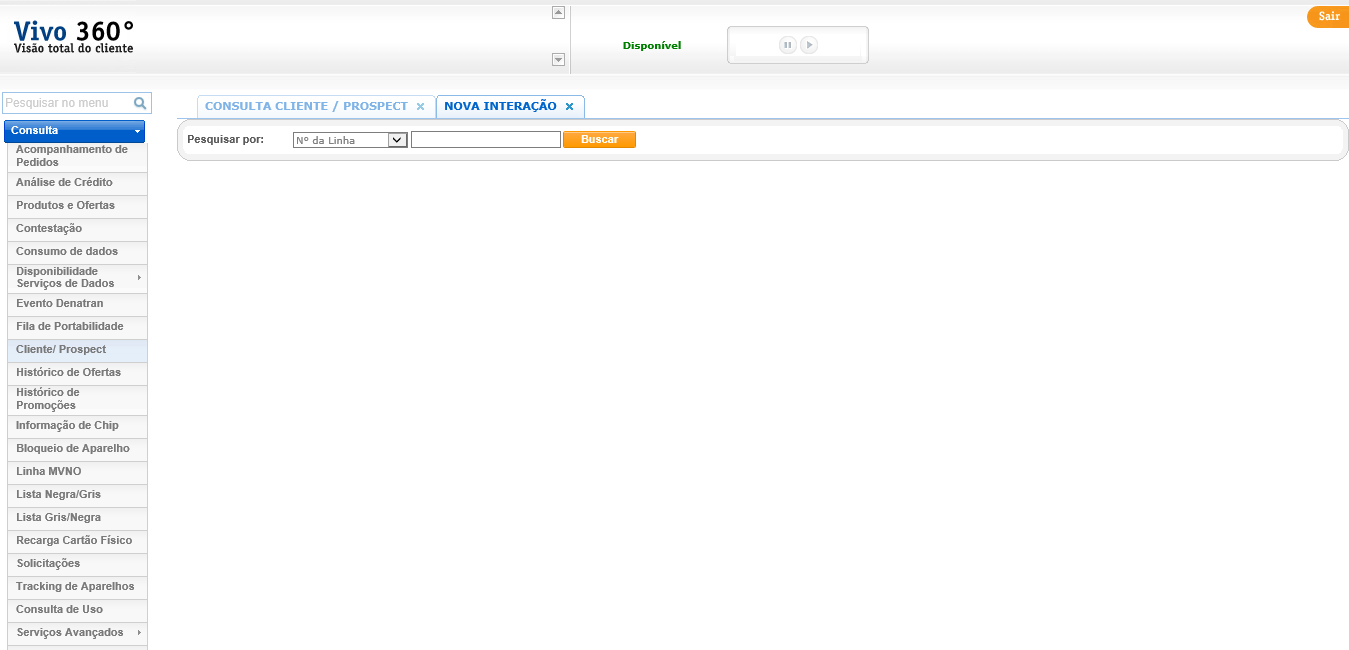 Vivo 360°
Visão total do cliente
Disponível
Sair
Pesquisar no menu
Consulta
Acompanhamento de
Pedidos
Análise de Crédito
Produtos e Ofertas
Contestação
Consumo de dados
Disponibilidade
Serviços de Dados
Evento Denatran
Fila de Portabilidade
Cliente/ Prospect
Histórico de Ofertas
Histórico de
Promoções
Informação de Chip
Bloqueio de Aparelho
Linha MVNO
Lista Negra/Gris
Lista Gris/Negra
Recarga Cartão Físico
Solicitações
Tracking de Aparelhos
Consulta de Uso
Serviços Avançados
CONSULTA CLIENTE / PROSPECT
NOVA INTERAÇÃO
Pesquisar por: Nº da Linha Buscar